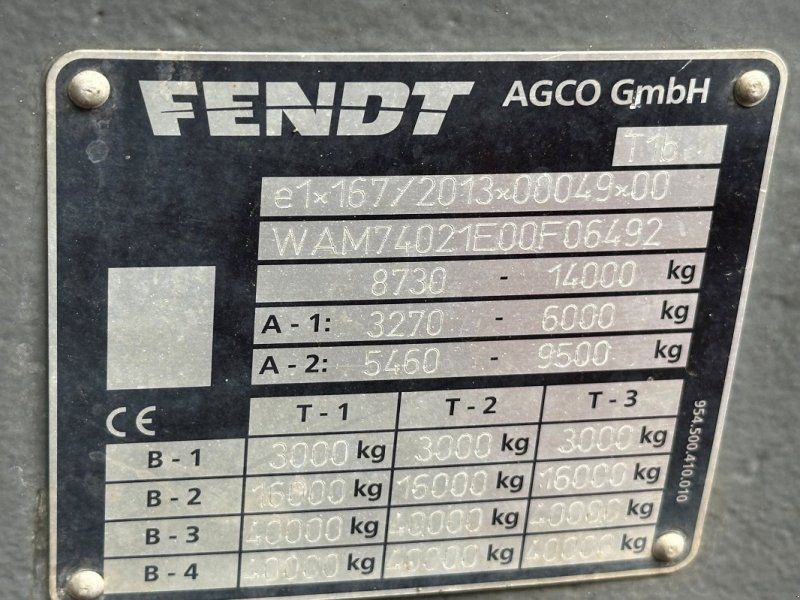 FENDT AGCO GmbH
T1b
e1*167/2013*00049*00
WAM74021E00F06492
8730 - 14000 kg
A - 1: 3270 - 6000 kg
A - 2: 5460 - 9500 kg
CE T - 1 T - 2 T - 3
B - 1 3000 kg 3000 kg 3000 kg
B - 2 16000 kg 16000 kg 16000 kg
B - 3 40000 kg 40000 kg 40000 kg
B - 4 40000 kg 40000 kg 40000 kg
954.500.410.010